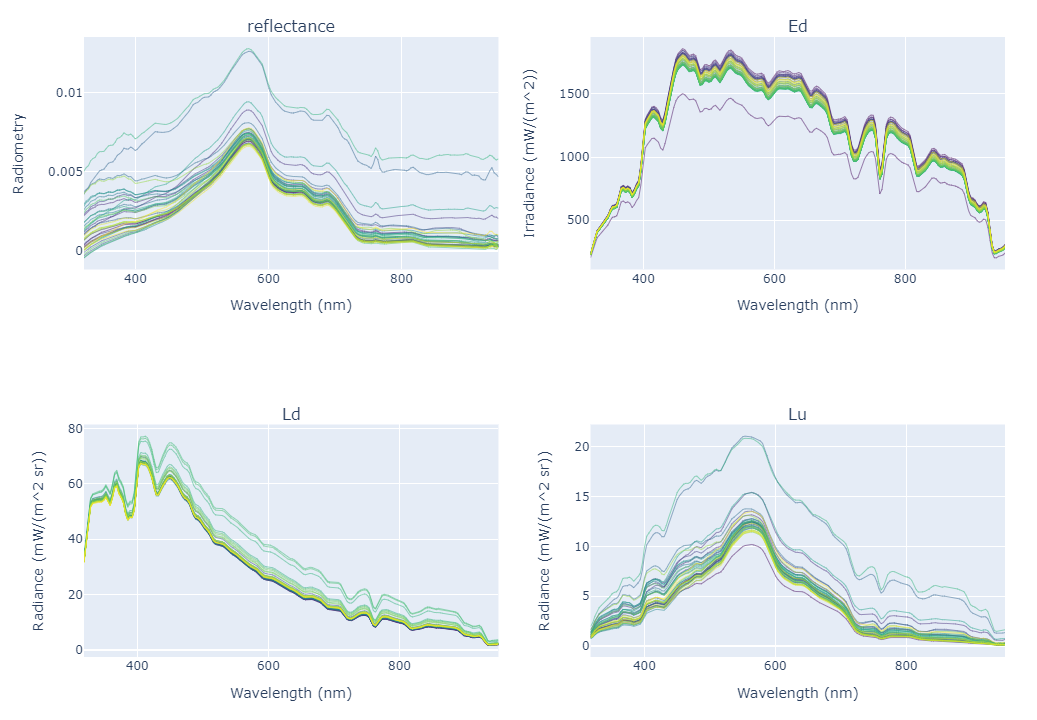 reflectance
Radiometry
0.01
0.005
0
400
600
800
Wavelength (nm)
Ed
Irradiance (mW/(m^2))
1500
1000
500
400
600
800
Wavelength (nm)
Ld
Radiance (mW/(m^2 sr))
80
60
40
20
0
400
600
800
Wavelength (nm)
Lu
Radiance (mW/(m^2 sr))
20
15
10
5
0
400
600
800
Wavelength (nm)